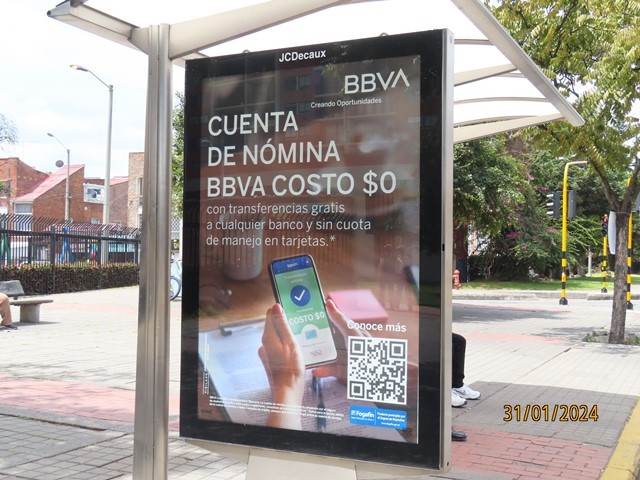 JCDecaux
BBVA
Creando Oportunidades
CUENTA
DE NÓMINA
BBVA COSTO $0
con transferencias gratis
a cualquier banco y sin cuota
de manejo en tarjetas.*
COSTO $0
Conoce más
Fogafín
31/01/2024